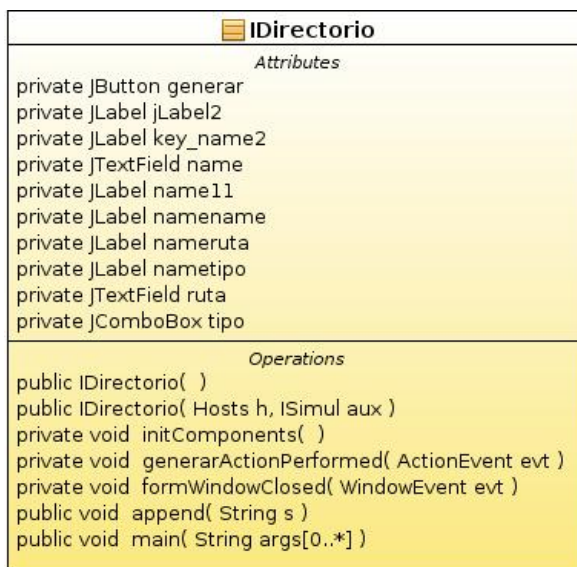 IDirectorio
Attributes
private JButton generar
private JLabel jLabel2
private JLabel key_name2
private JTextField name
private JLabel name11
private JLabel namename
private JLabel nameruta
private JLabel nametipo
private JTextField ruta
private JComboBox tipo
Operations
public IDirectorio(  )
public IDirectorio( Hosts h, ISimul aux )
private void  initComponents(  )
private void  generarActionPerformed( ActionEvent evt )
private void  formWindowClosed( WindowEvent evt )
public void  append( String s )
public void  main( String args[0..*] )